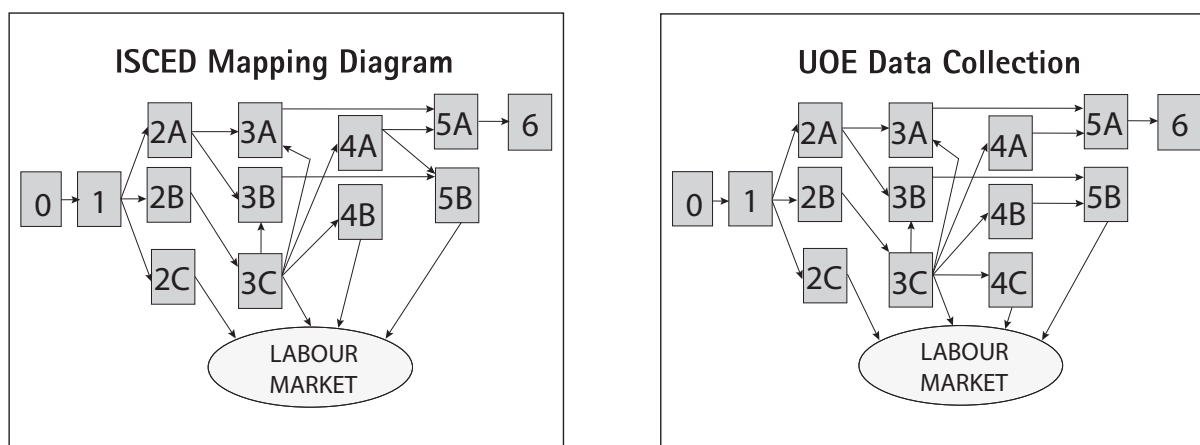 ISCED Mapping Diagram
2A
3A
4A
5A
6
0
1
2B
3B
4B
5B
2C
3C
LABOUR
MARKET
UOE Data Collection
2A
3A
4A
5A
6
0
1
2B
3B
4B
5B
2C
3C
4C
LABOUR
MARKET